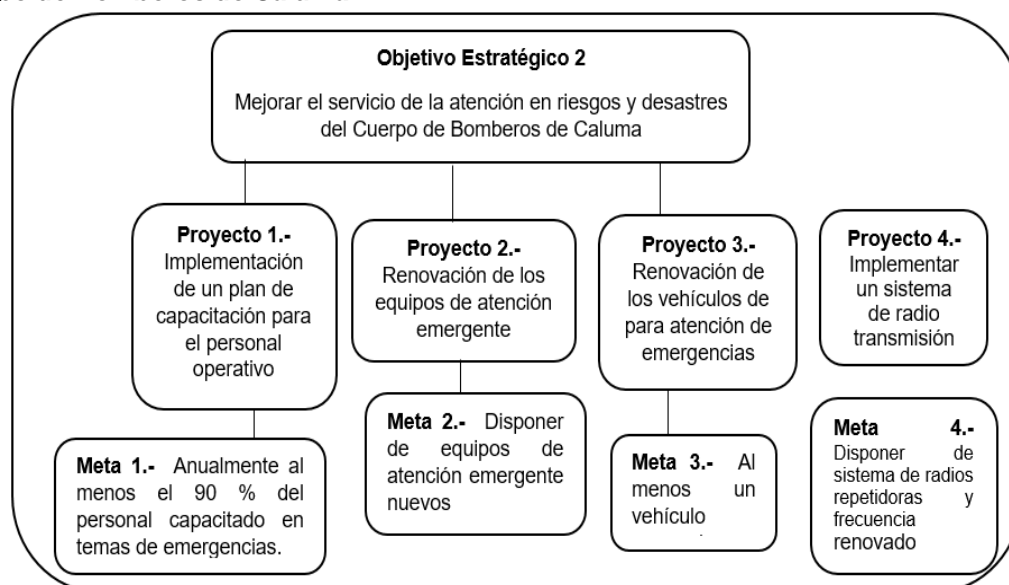 Objetivo Estratégico 2
Mejorar el servicio de la atención en riesgos y desastres
del Cuerpo de Bomberos de Caluma
Proyecto 1.-
Implementación
de un plan de
capacitación para
el personal
operativo
Proyecto 2.-
Renovación de los
equipos de atención
emergente
Proyecto 3.-
Renovación de
los vehículos de
para atención de
emergencias
Proyecto 4.-
Implementar
un sistema
de radio
transmisión
Meta 1.- Anualmente al
menos el 90 % del
personal capacitado en
temas de emergencias.
Meta 2.- Disponer
de equipos de
atención emergente
nuevos
Meta 3.- Al
menos un
vehículo
Meta 4.-
Disponer de
sistema de radios
repetidoras y
frecuencia
renovado